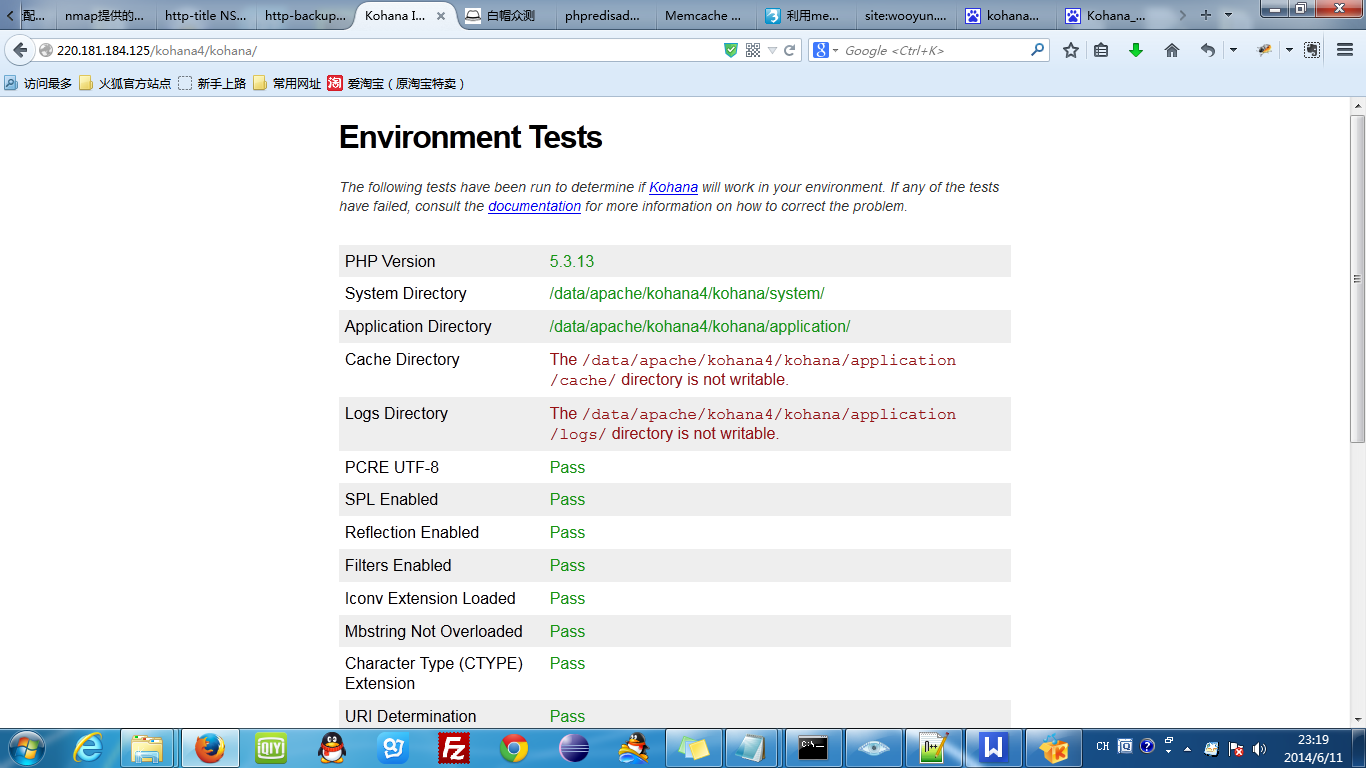 配...
nmap提供的...
http-title NS...
http-backup...
Kohana I...
白帽众测
phpredisad...
Memcache ...
利用me...
site:wooyun....
kohana...
Kohana_...
220.181.184.125/kohana4/kohana/
Google <Ctrl+K>
访问最多
火狐官方站点
新手上路
常用网址
淘
爱淘宝（原淘宝特卖）
Environment Tests
The following tests have been run to determine if Kohana will work in your environment. If any of the tests
have failed, consult the documentation for more information on how to correct the problem.
PHP Version 5.3.13
System Directory /data/apache/kohana4/kohana/system/
Application Directory /data/apache/kohana4/kohana/application/
Cache Directory The /data/apache/kohana4/kohana/application
/cache/ directory is not writable.
Logs Directory The /data/apache/kohana4/kohana/application
/logs/ directory is not writable.
PCRE UTF-8 Pass
SPL Enabled Pass
Reflection Enabled Pass
Filters Enabled Pass
Iconv Extension Loaded Pass
Mbstring Not Overloaded Pass
Character Type (CTYPE) Pass
Extension
URI Determination Pass
QIY
Fz
C:\_
N++
W
CH
23:19
2014/6/11